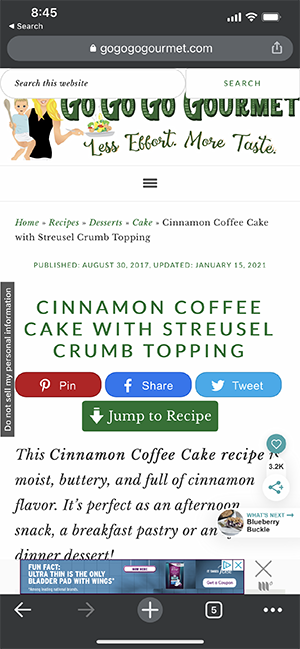 8:45
Search
gogogogourmet.com
Search this website
SEARCH
GO GO GO GOURMET
Less Effort. More Taste.
Home » Recipes » Desserts » Cake » Cinnamon Coffee Cake
with Streusel Crumb Topping
PUBLISHED: AUGUST 30, 2017, UPDATED: JANUARY 15, 2021
Do not sell my personal information
CINNAMON COFFEE
CAKE WITH STREUSEL
CRUMB TOPPING
Pin
Share
Tweet
Jump to Recipe
This Cinnamon Coffee Cake recipe
moist, buttery, and full of cinnamon
flavor. It's perfect as an afternoon
snack, a breakfast pastry or an
dinner dessert!
3.2K
WHAT'S NEXT →
Blueberry
Buckle
FUN FACT:
ULTRA THIN IS THE ONLY
BLADDER PAD WITH WINGS*
*Among leading national brands.
Get a Coupon
5